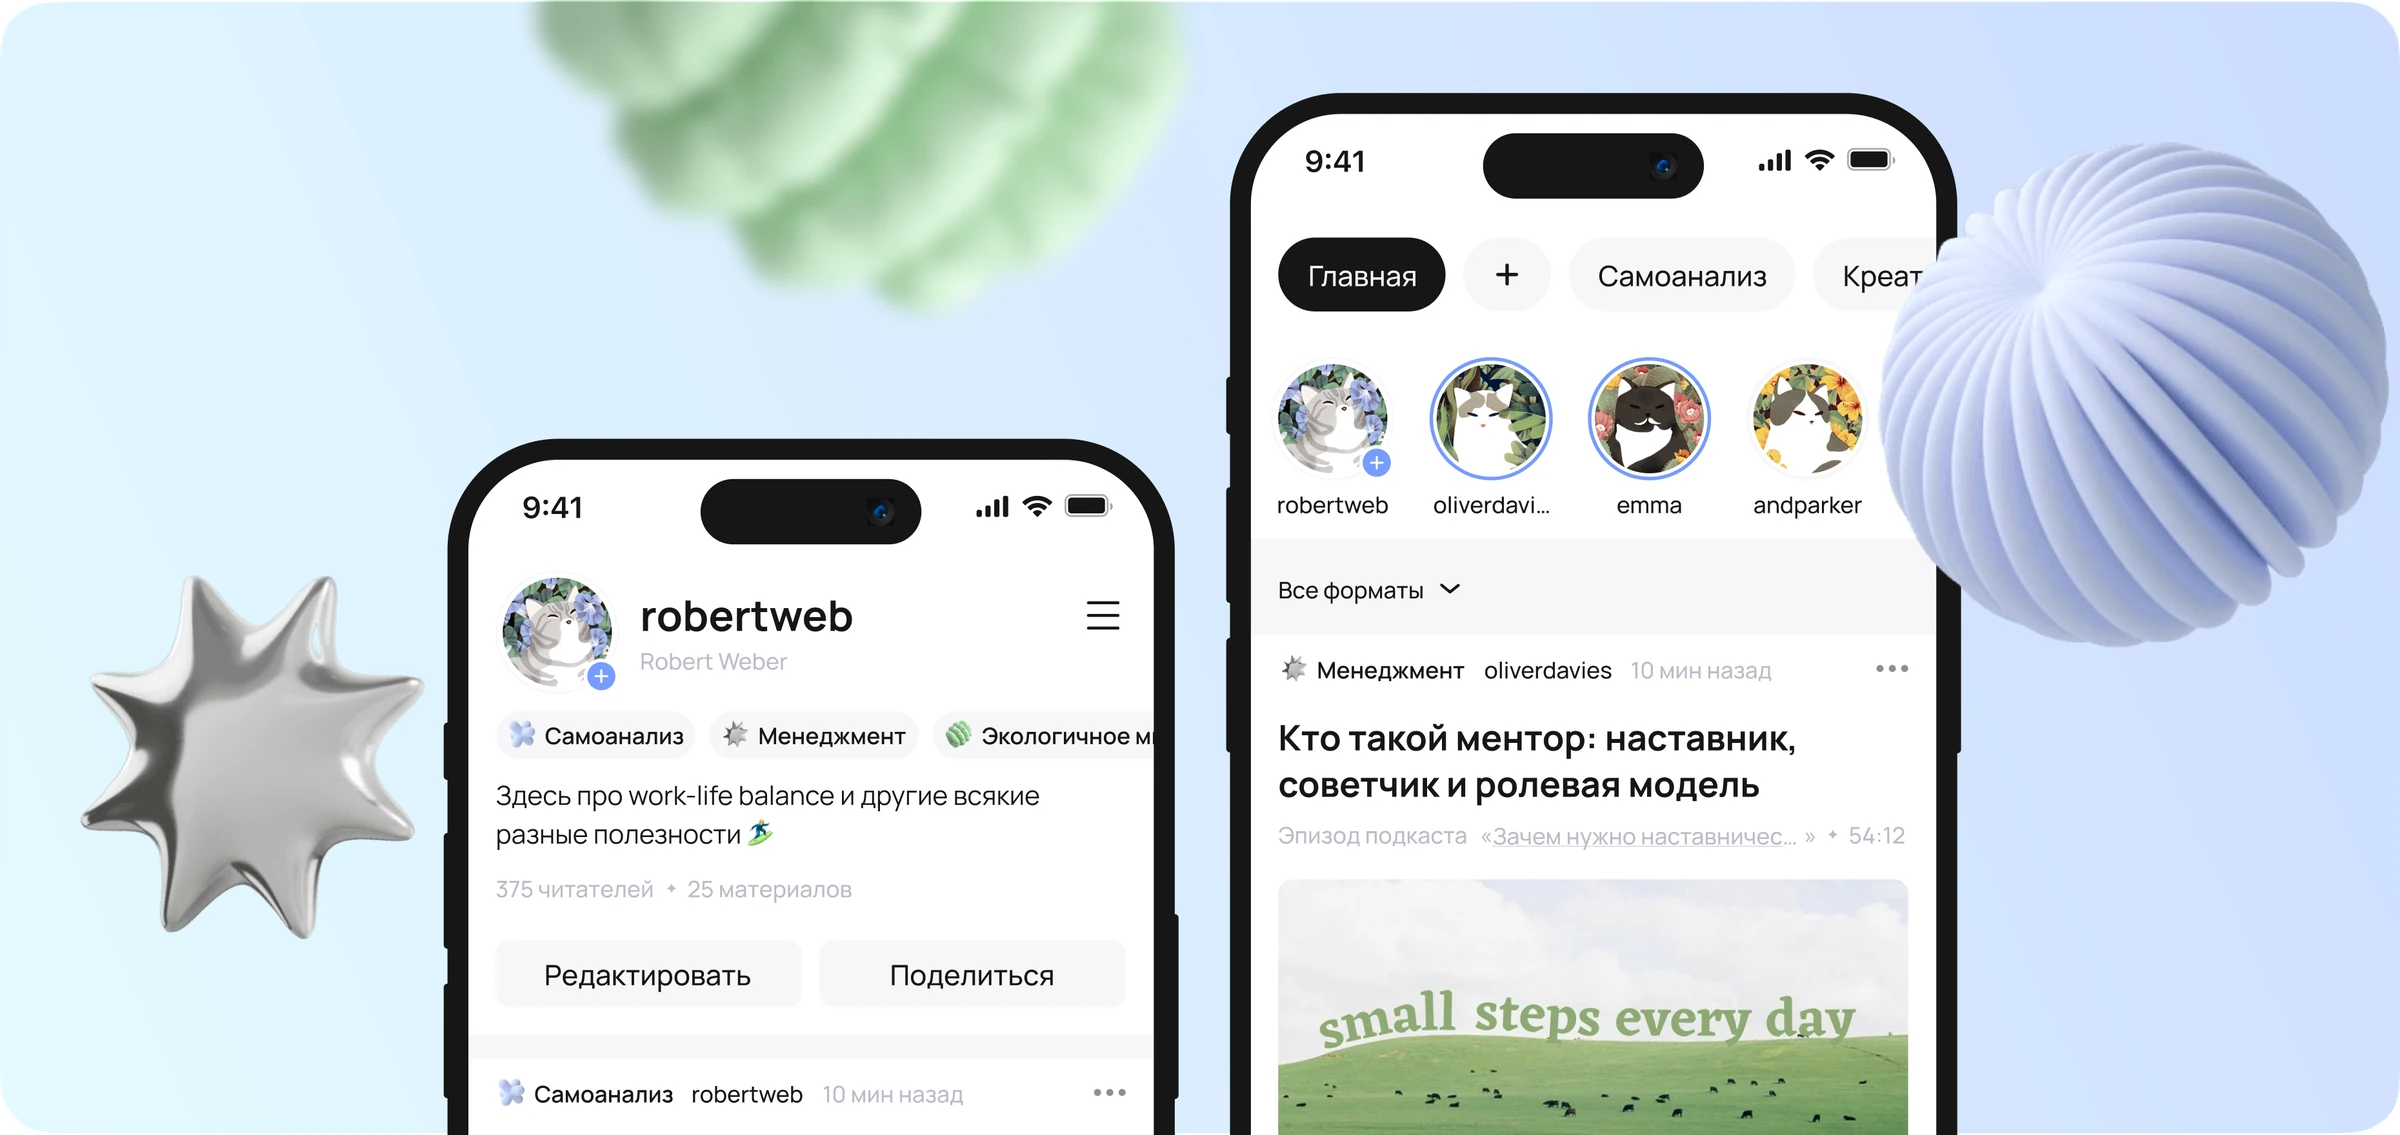 9:41
robertweb
Robert Weber
Самоанализ Менеджмент Экологичное
Здесь про work-life balance и другие всякие
разные полезности
375 читателей ✦ 25 материалов
Редактировать Поделиться
Самоанализ robertweb 10 мин назад
9:41
Главная + Самоанализ Креат
robertweb oliverdavi... emma andparker
Все форматы
Менеджмент oliverdavies 10 мин назад
Кто такой ментор: наставник,
советчик и ролевая модель
Эпизод подкаста «Зачем нужно наставничес... » ✦ 54:12
small steps every day